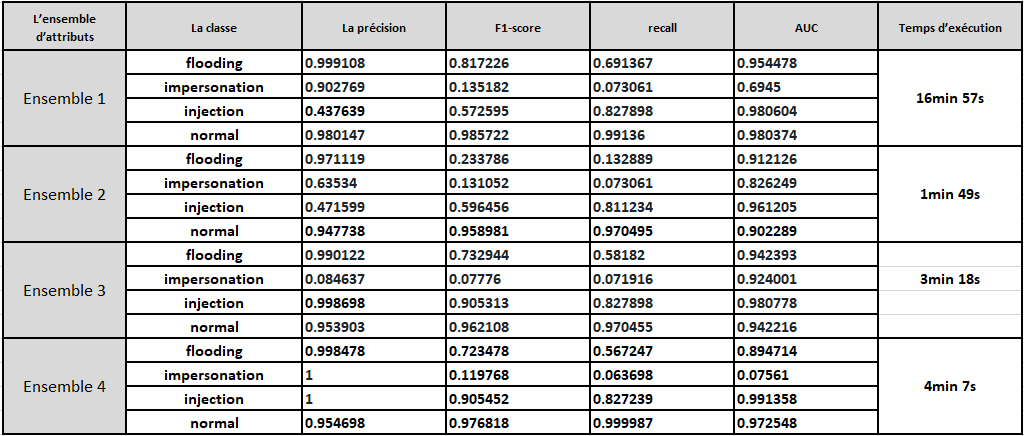 L'ensemble d'attributs La classe La précision F1-score recall AUC Temps d'exécution
Ensemble 1 flooding 0.999108 0.817226 0.691367 0.954478 16min 57s
impersonation 0.902769 0.135182 0.073061 0.6945
injection 0.437639 0.572595 0.827898 0.980604
normal 0.980147 0.985722 0.99136 0.980374
Ensemble 2 flooding 0.971119 0.233786 0.132889 0.912126 1min 49s
impersonation 0.63534 0.131052 0.073061 0.826249
injection 0.471599 0.596456 0.811234 0.961205
normal 0.947738 0.958981 0.970495 0.902289
Ensemble 3 flooding 0.990122 0.732944 0.58182 0.942393
impersonation 0.084637 0.07776 0.071916 0.924001 3min 18s
injection 0.998698 0.905313 0.827898 0.980778
normal 0.953903 0.962108 0.970455 0.942216
Ensemble 4 flooding 0.998478 0.723478 0.567247 0.894714 4min 7s
impersonation 1 0.119768 0.063698 0.07561
injection 1 0.905452 0.827239 0.991358
normal 0.954698 0.976818 0.999987 0.972548